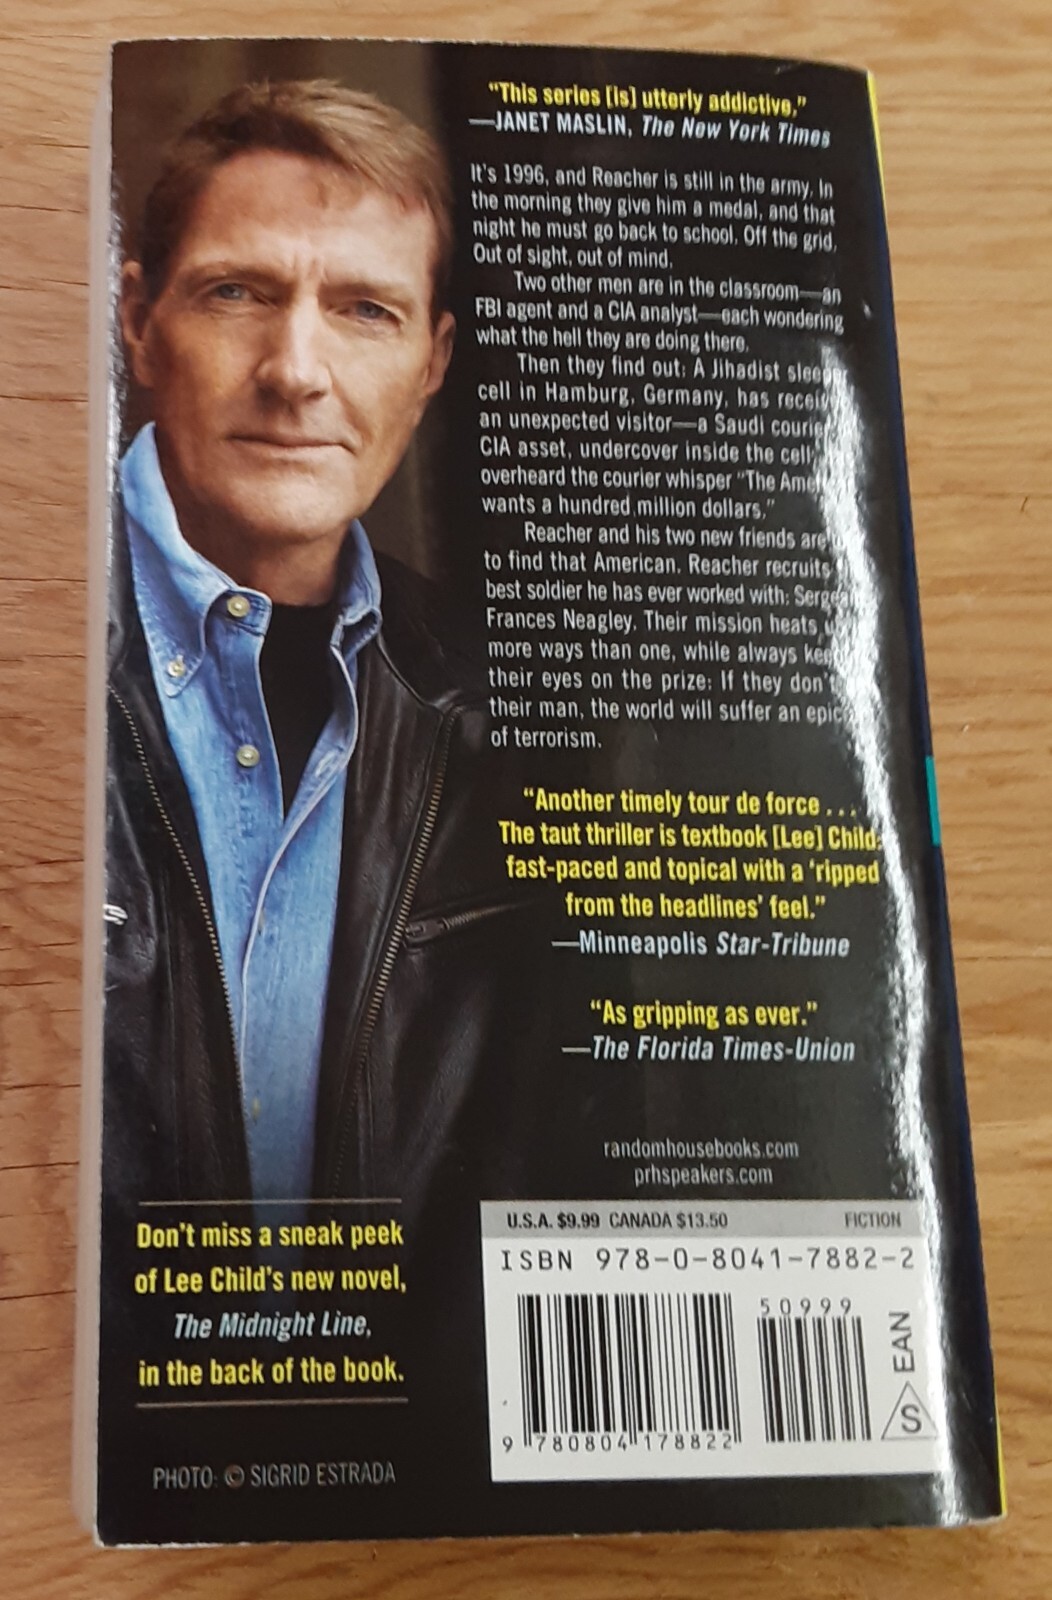 "This series [is] utterly addictive."
—JANET MASLIN, The New York Times
It's 1996, and Reacher is still in the army. In
the morning they give him a medal, and that
night he must go back to school. Off the grid.
Out of sight, out of mind.
Two other men are in the classroom—an
FBI agent and a CIA analyst—each wondering
what the hell they are doing there.
Then they find out: A Jihadist
cell in Hamburg, Germany, has
an unexpected visitor—a Saudi
CIA asset, undercover inside the
overheard the courier whisper "The
wants a hundred million dollars."
Reacher and his two new friends are
to find that American. Reacher recruits
best soldier he has ever worked with:
Frances Neagley. Their mission heats
more ways than one, while always
their eyes on the prize: If they don't
their man, the world will suffer an epic
of terrorism.
"Another timely tour de force . . .
The taut thriller is textbook [Lee] Child:
fast-paced and topical with a 'ripped
from the headlines' feel."
—Minneapolis Star-Tribune
"As gripping as ever."
—The Florida Times-Union
randomhousebooks.com
prhspeakers.com
Don't miss a sneak peek
of Lee Child's new novel,
The Midnight Line,
in the back of the book.
PHOTO: © SIGRID ESTRADA
U.S.A. $9.99 CANADA $13.50 FICTION
ISBN 978-0-8041-7882-2
50999
9 780804 178822
EAN
S